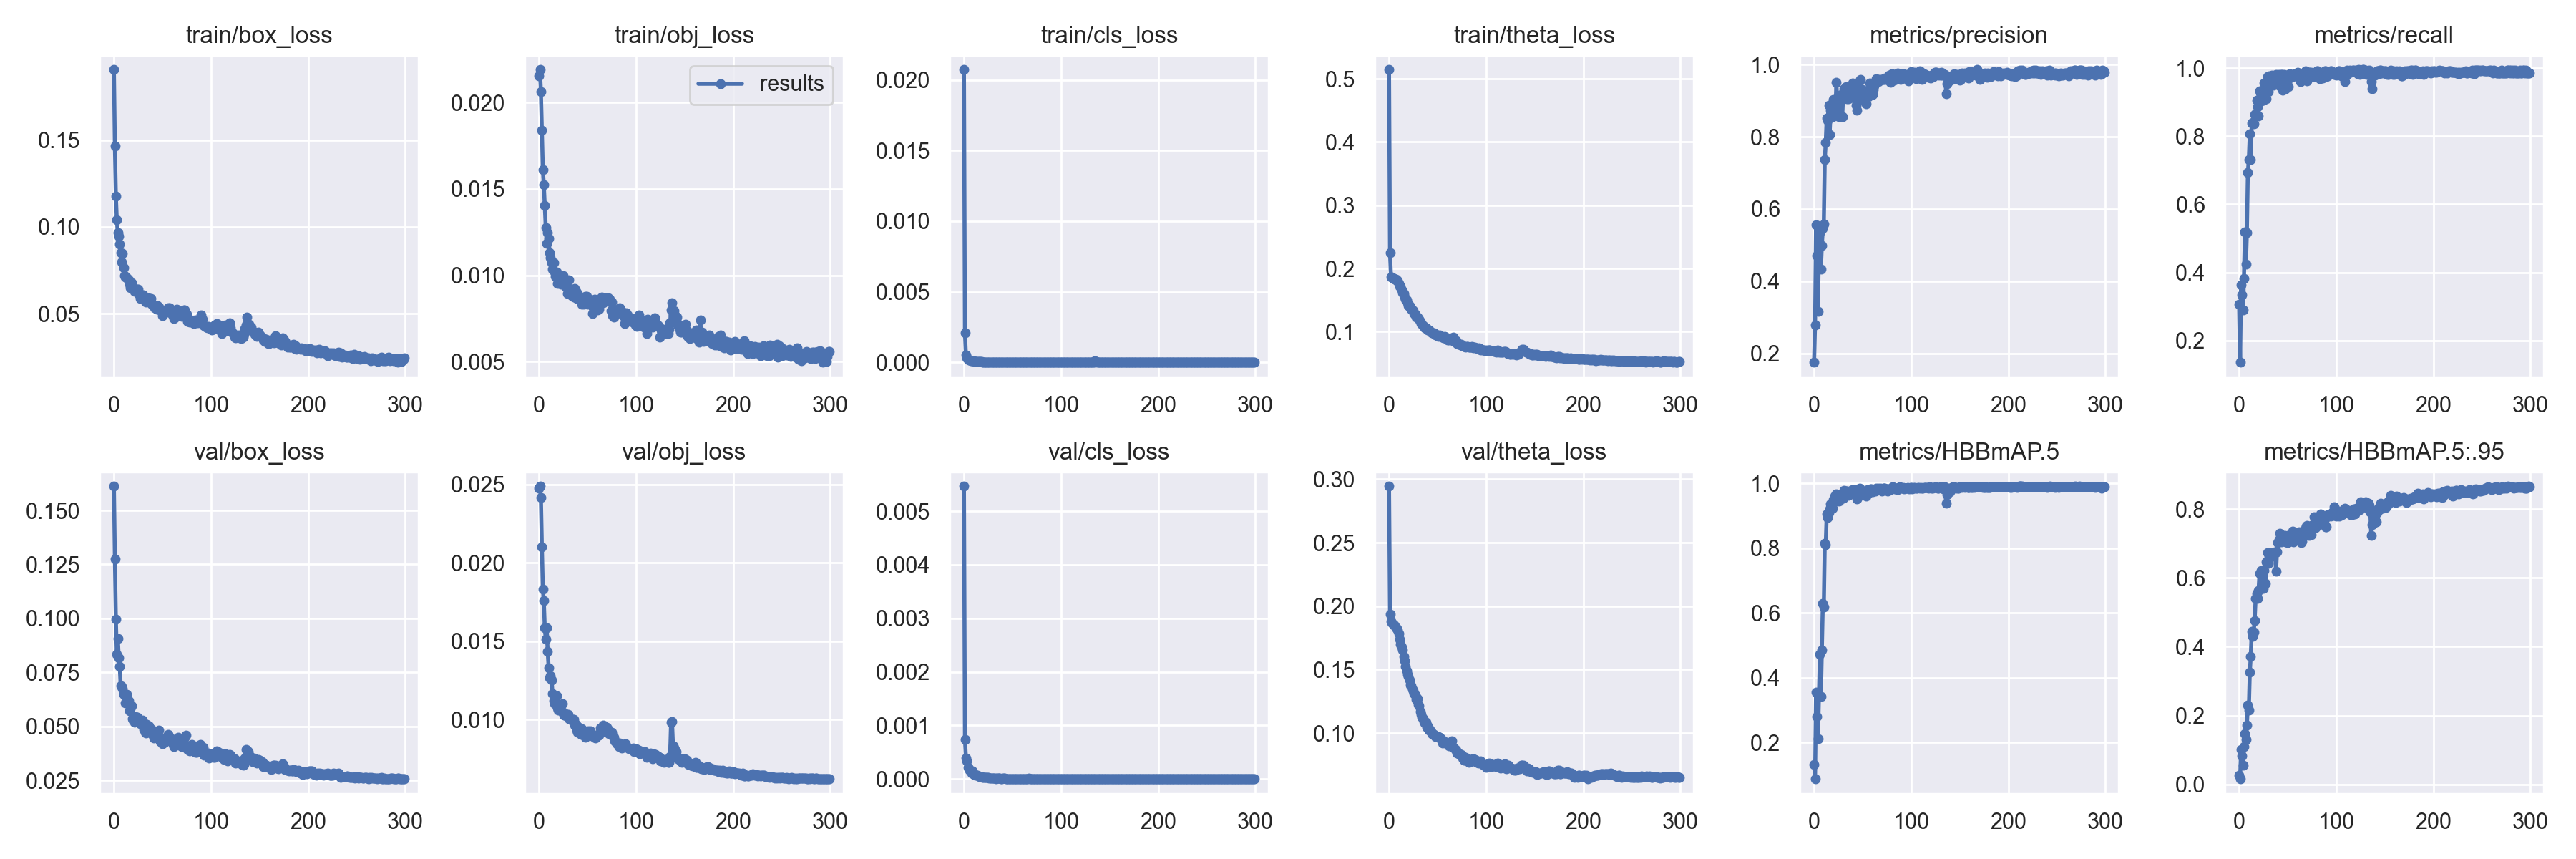 train/box_loss
0.15
0.10
0.05
0 100 200 300
train/obj_loss
results
0.020
0.015
0.010
0.005
0 100 200 300
train/cls_loss
0.020
0.015
0.010
0.005
0.000
0 100 200 300
train/theta_loss
0.5
0.4
0.3
0.2
0.1
0 100 200 300
metrics/precision
1.0
0.8
0.6
0.4
0.2
0 100 200 300
metrics/recall
1.0
0.8
0.6
0.4
0.2
0 100 200 300
val/box_loss
0.150
0.125
0.100
0.075
0.050
0.025
0 100 200 300
val/obj_loss
0.025
0.020
0.015
0.010
0 100 200 300
val/cls_loss
0.005
0.004
0.003
0.002
0.001
0.000
0 100 200 300
val/theta_loss
0.30
0.25
0.20
0.15
0.10
0 100 200 300
metrics/HBBmAP.5
1.0
0.8
0.6
0.4
0.2
0 100 200 300
metrics/HBBmAP.5:.95
0.8
0.6
0.4
0.2
0.0
0 100 200 300